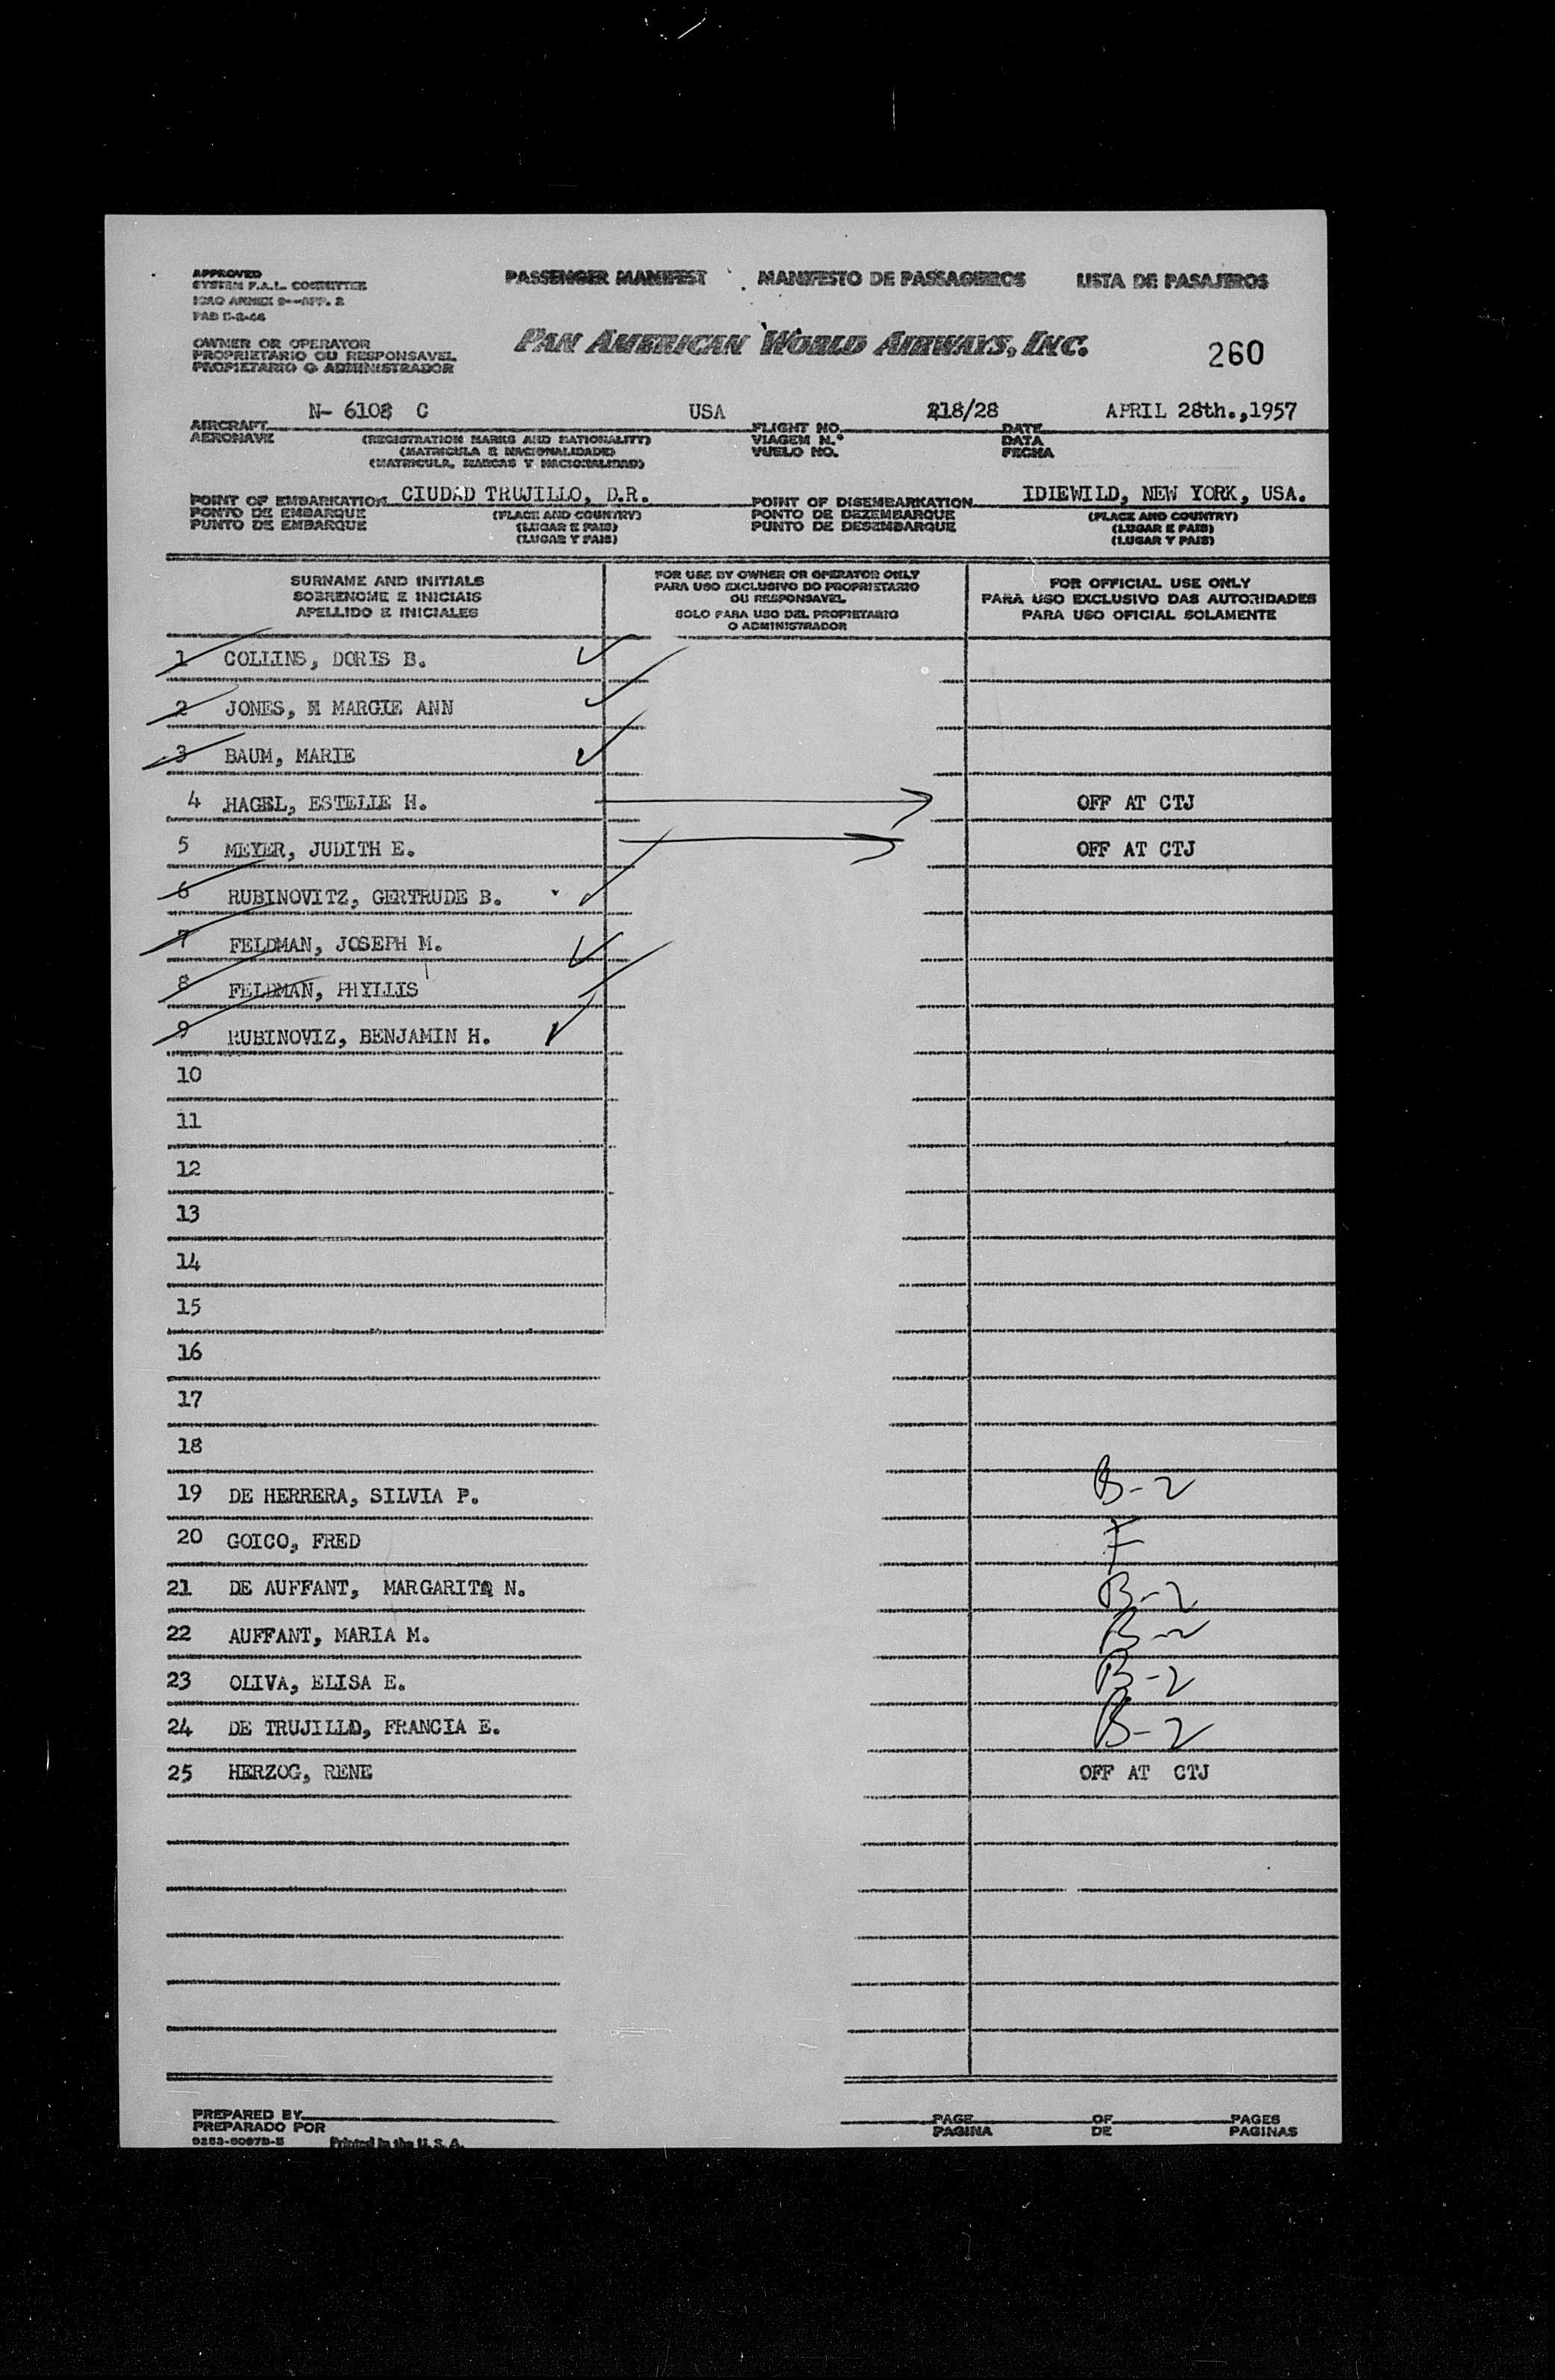 APPROVED
SYSTEM F.A.L. COMMITTEE
ICAO ANNEX 9--APP. 2
PASSENGER MANIFEST MANIFESTO DE PASSAGEIROS LISTA DE PASAJEROS
OWNER OR OPERATOR
PROPRIETARIO OU RESPONSAVEL
PROPIETARIO O ADMINISTRADOR
PAN AMERICAN WORLD AIRWAYS, INC.
260
N- 6108 C USA 218/28 APRIL 28th.,1957
AIRCRAFT FLIGHT NO. DATE
AERONAVE (REGISTRATION MARKS AND NATIONALITY) VIAGEM N.º DATA
(MATRICULA E NACIONALIDADE) VUELO NO. FECHA
(MATRICULA, MARCAS Y NACIONALIDAD)
POINT OF EMBARKATION CIUDAD TRUJILLO, D.R. POINT OF DISEMBARKATION IDIEWILD, NEW YORK, USA.
PONTO DE EMBARQUE (PLACE AND COUNTRY) PONTO DE DEZEMBARQUE (PLACE AND COUNTRY)
PUNTO DE EMBARQUE (LUGAR E PAIS) PUNTO DE DESEMBARQUE (LUGAR E PAIS)
(LUGAR Y PAIS) (LUGAR Y PAIS)
SURNAME AND INITIALS
SOBRENOME E INICIAIS
APELLIDO E INICIALES
FOR USE BY OWNER OR OPERATOR ONLY
PARA USO EXCLUSIVO DO PROPRIETARIO
OU RESPONSAVEL
SOLO PARA USO DEL PROPIETARIO
O ADMINISTRADOR
FOR OFFICIAL USE ONLY
PARA USO EXCLUSIVO DAS AUTORIDADES
PARA USO OFICIAL SOLAMENTE
1 COLLINS, DORIS B.
2 JONES, M MARGIE ANN
3 BAUM, MARIE
4 HAGEL, ESTELLE H. OFF AT CTJ
5 MEYER, JUDITH E. OFF AT CTJ
6 RUBINOVITZ, GERTRUDE B.
7 FELDMAN, JOSEPH M.
8 FELDMAN, PHYLLIS
9 RUBINOVIZ, BENJAMIN H.
10
11
12
13
14
15
16
17
18
19 DE HERRERA, SILVIA P. B-2
20 GOICO, FRED F
21 DE AUFFANT, MARGARITA N. B-2
22 AUFFANT, MARIA M. B-2
23 OLIVA, ELISA E. B-2
24 DE TRUJILLO, FRANCIA E. B-2
25 HERZOG, RENE OFF AT CTJ
PREPARED BY PAGE OF PAGES
PREPARADO POR PAGINA DE PAGINAS
Printed in the U. S. A.